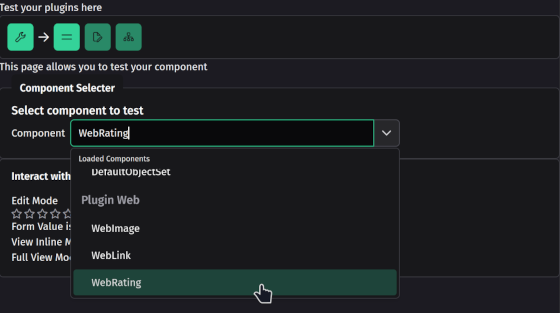 Test your plugins here
This page allows you to test your component
Component Selecter
Select component to test
Component WebRating
Loaded Components
DefaultObjectSet
Interact with
Plugin Web
Edit Mode
WebImage
Form Value is
View Inline M
WebLink
Full View Mo
WebRating